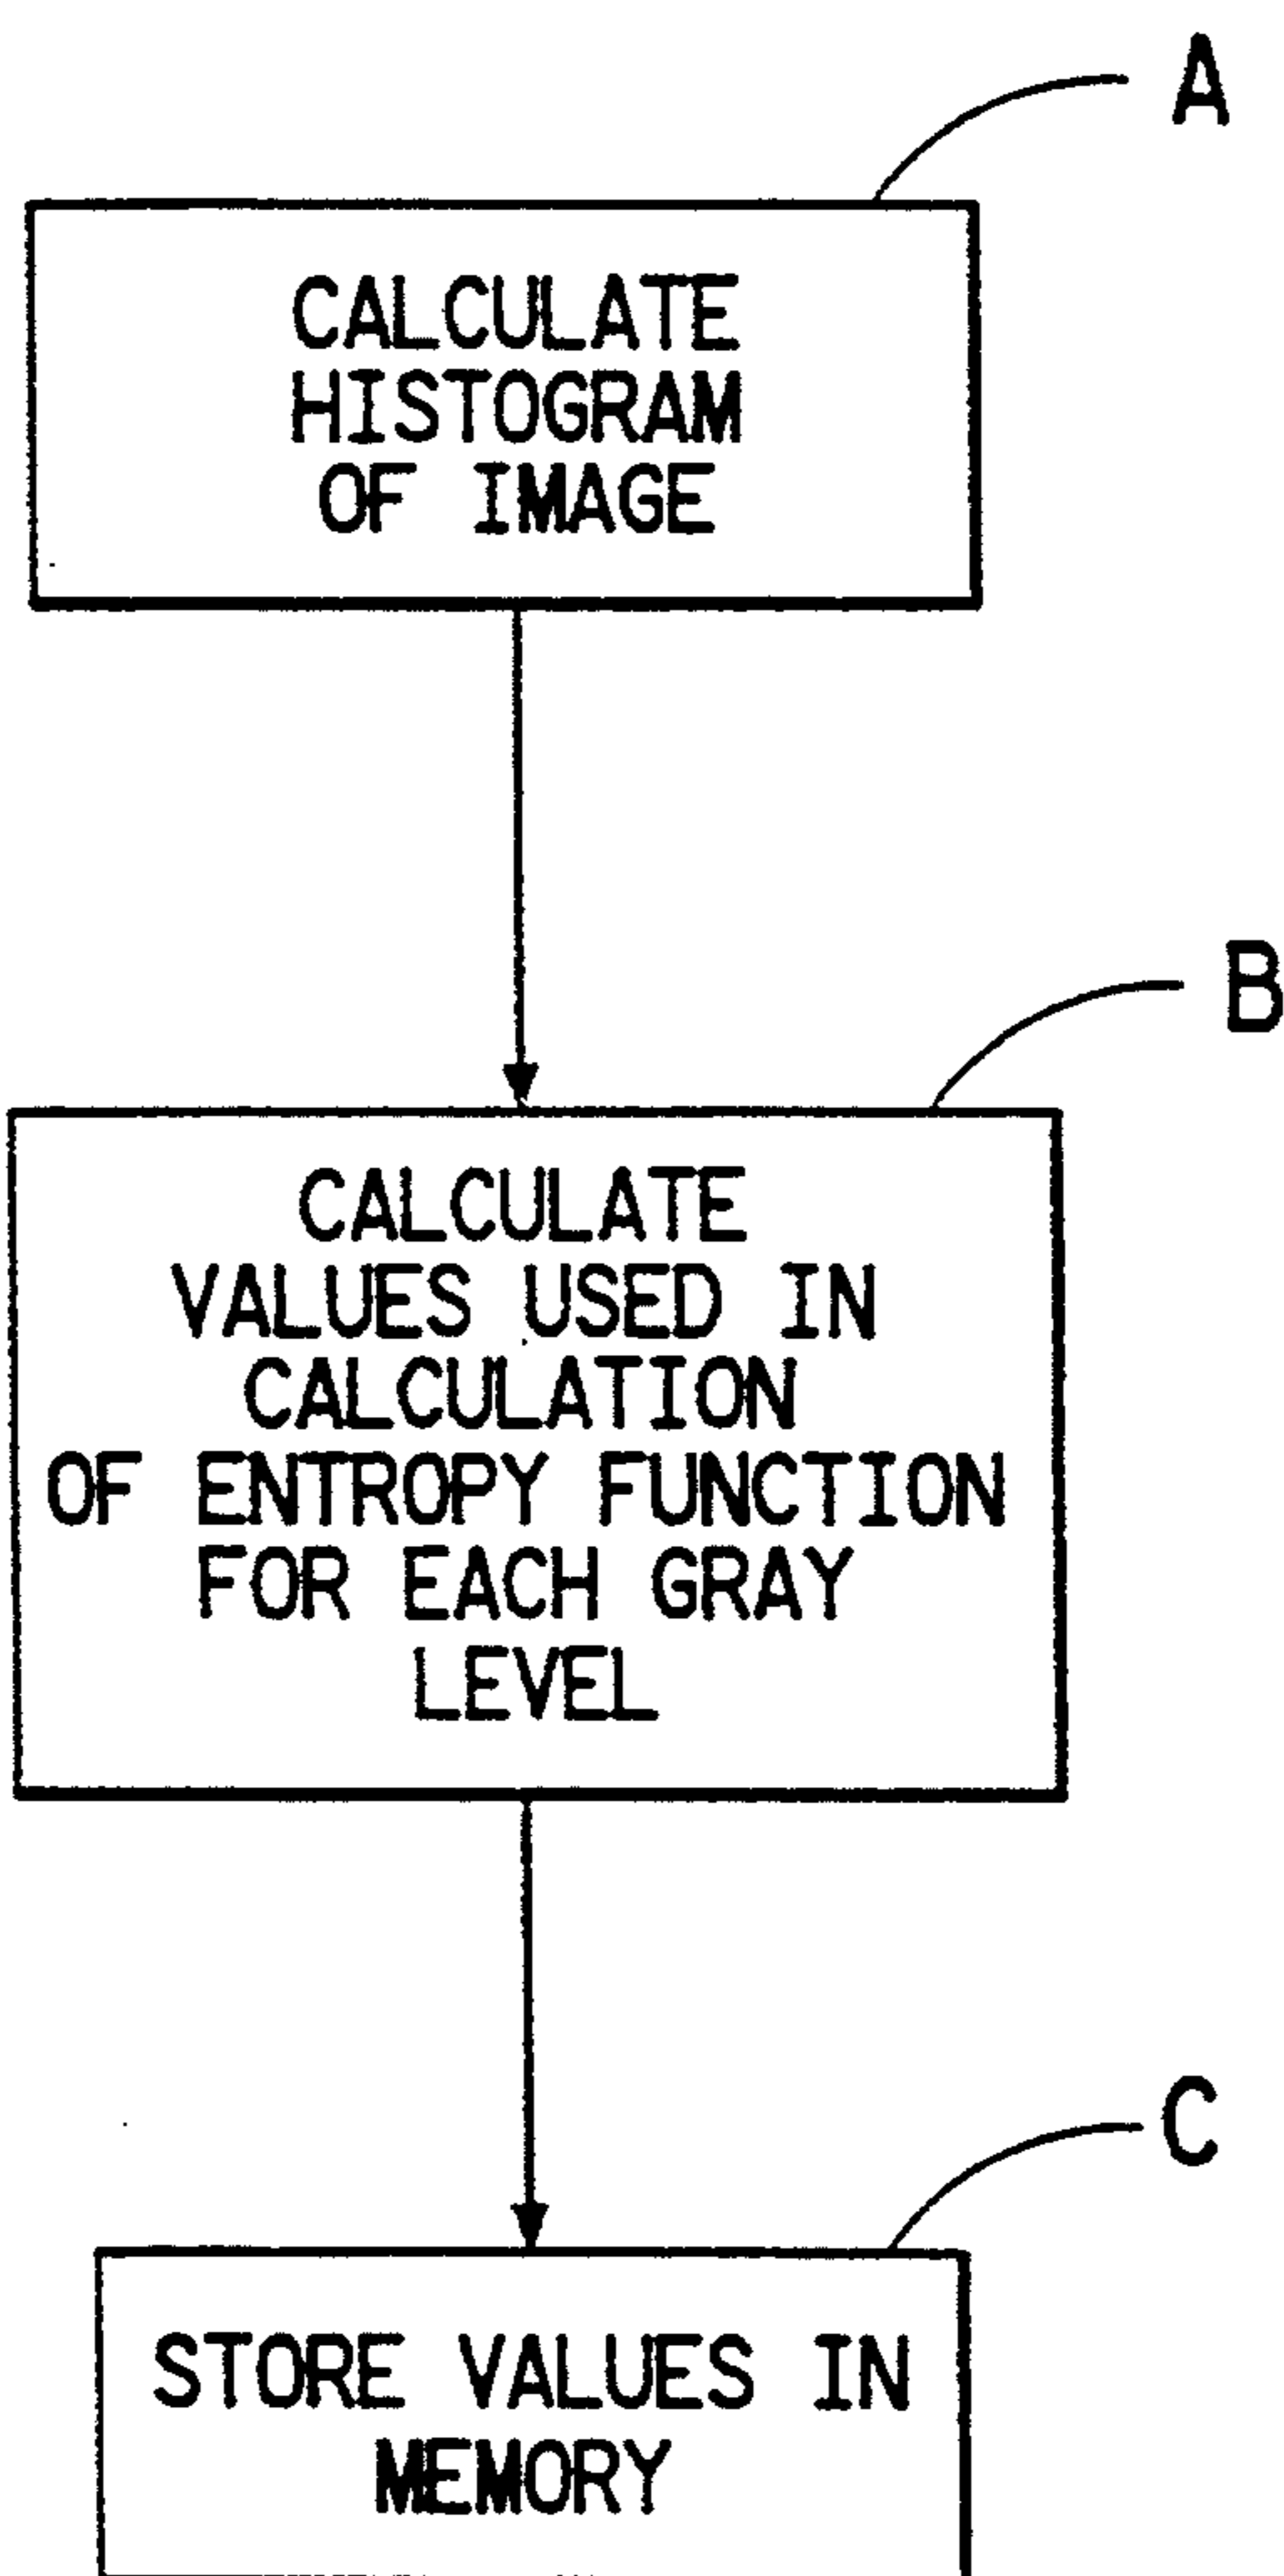 A
CALCULATE
HISTOGRAM
OF IMAGE
B
CALCULATE
VALUES USED IN
CALCULATION
OF ENTROPY FUNCTION
FOR EACH GRAY
LEVEL
C
STORE VALUES IN
MEMORY